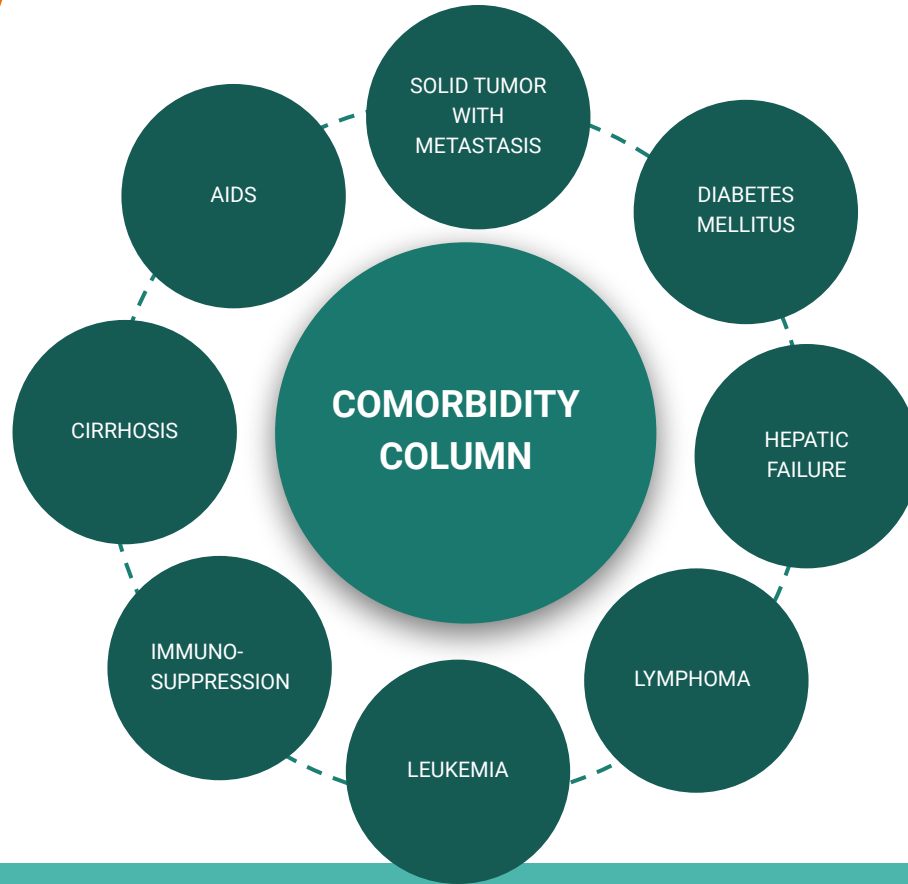 SOLID TUMOR
WITH
METASTASIS
AIDS
DIABETES
MELLITUS
COMORBIDITY
COLUMN
CIRRHOSIS
HEPATIC
FAILURE
IMMUNO-
SUPPRESSION
LYMPHOMA
LEUKEMIA